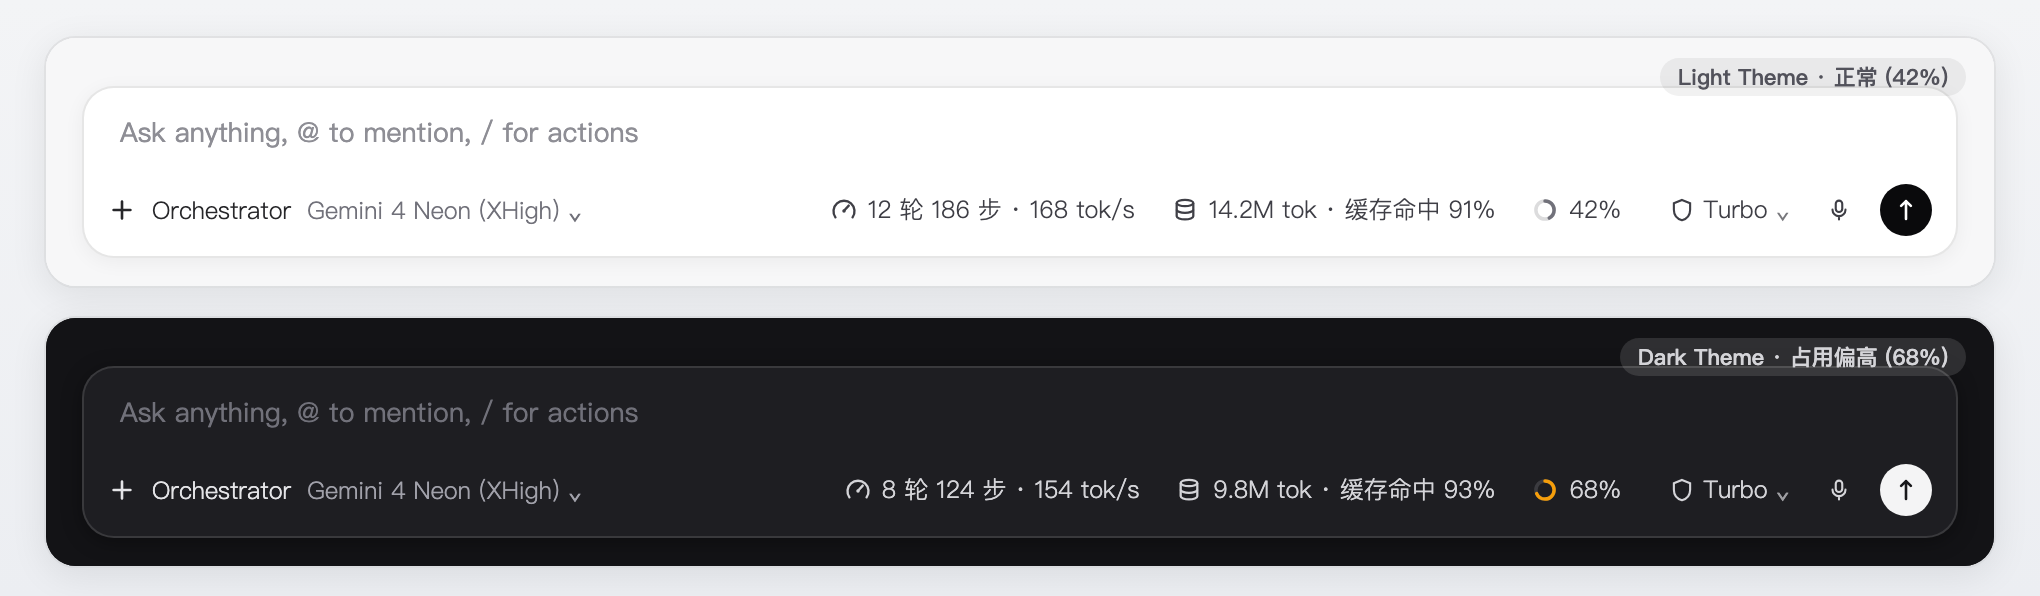 Light Theme · 正常 (42%)
Ask anything, @ to mention, / for actions
Orchestrator Gemini 4 Neon (XHigh) 12 轮 186 步 · 168 tok/s 14.2M tok · 缓存命中 91% 42% Turbo
Dark Theme · 占用偏高 (68%)
Ask anything, @ to mention, / for actions
Orchestrator Gemini 4 Neon (XHigh) 8 轮 124 步 · 154 tok/s 9.8M tok · 缓存命中 93% 68% Turbo